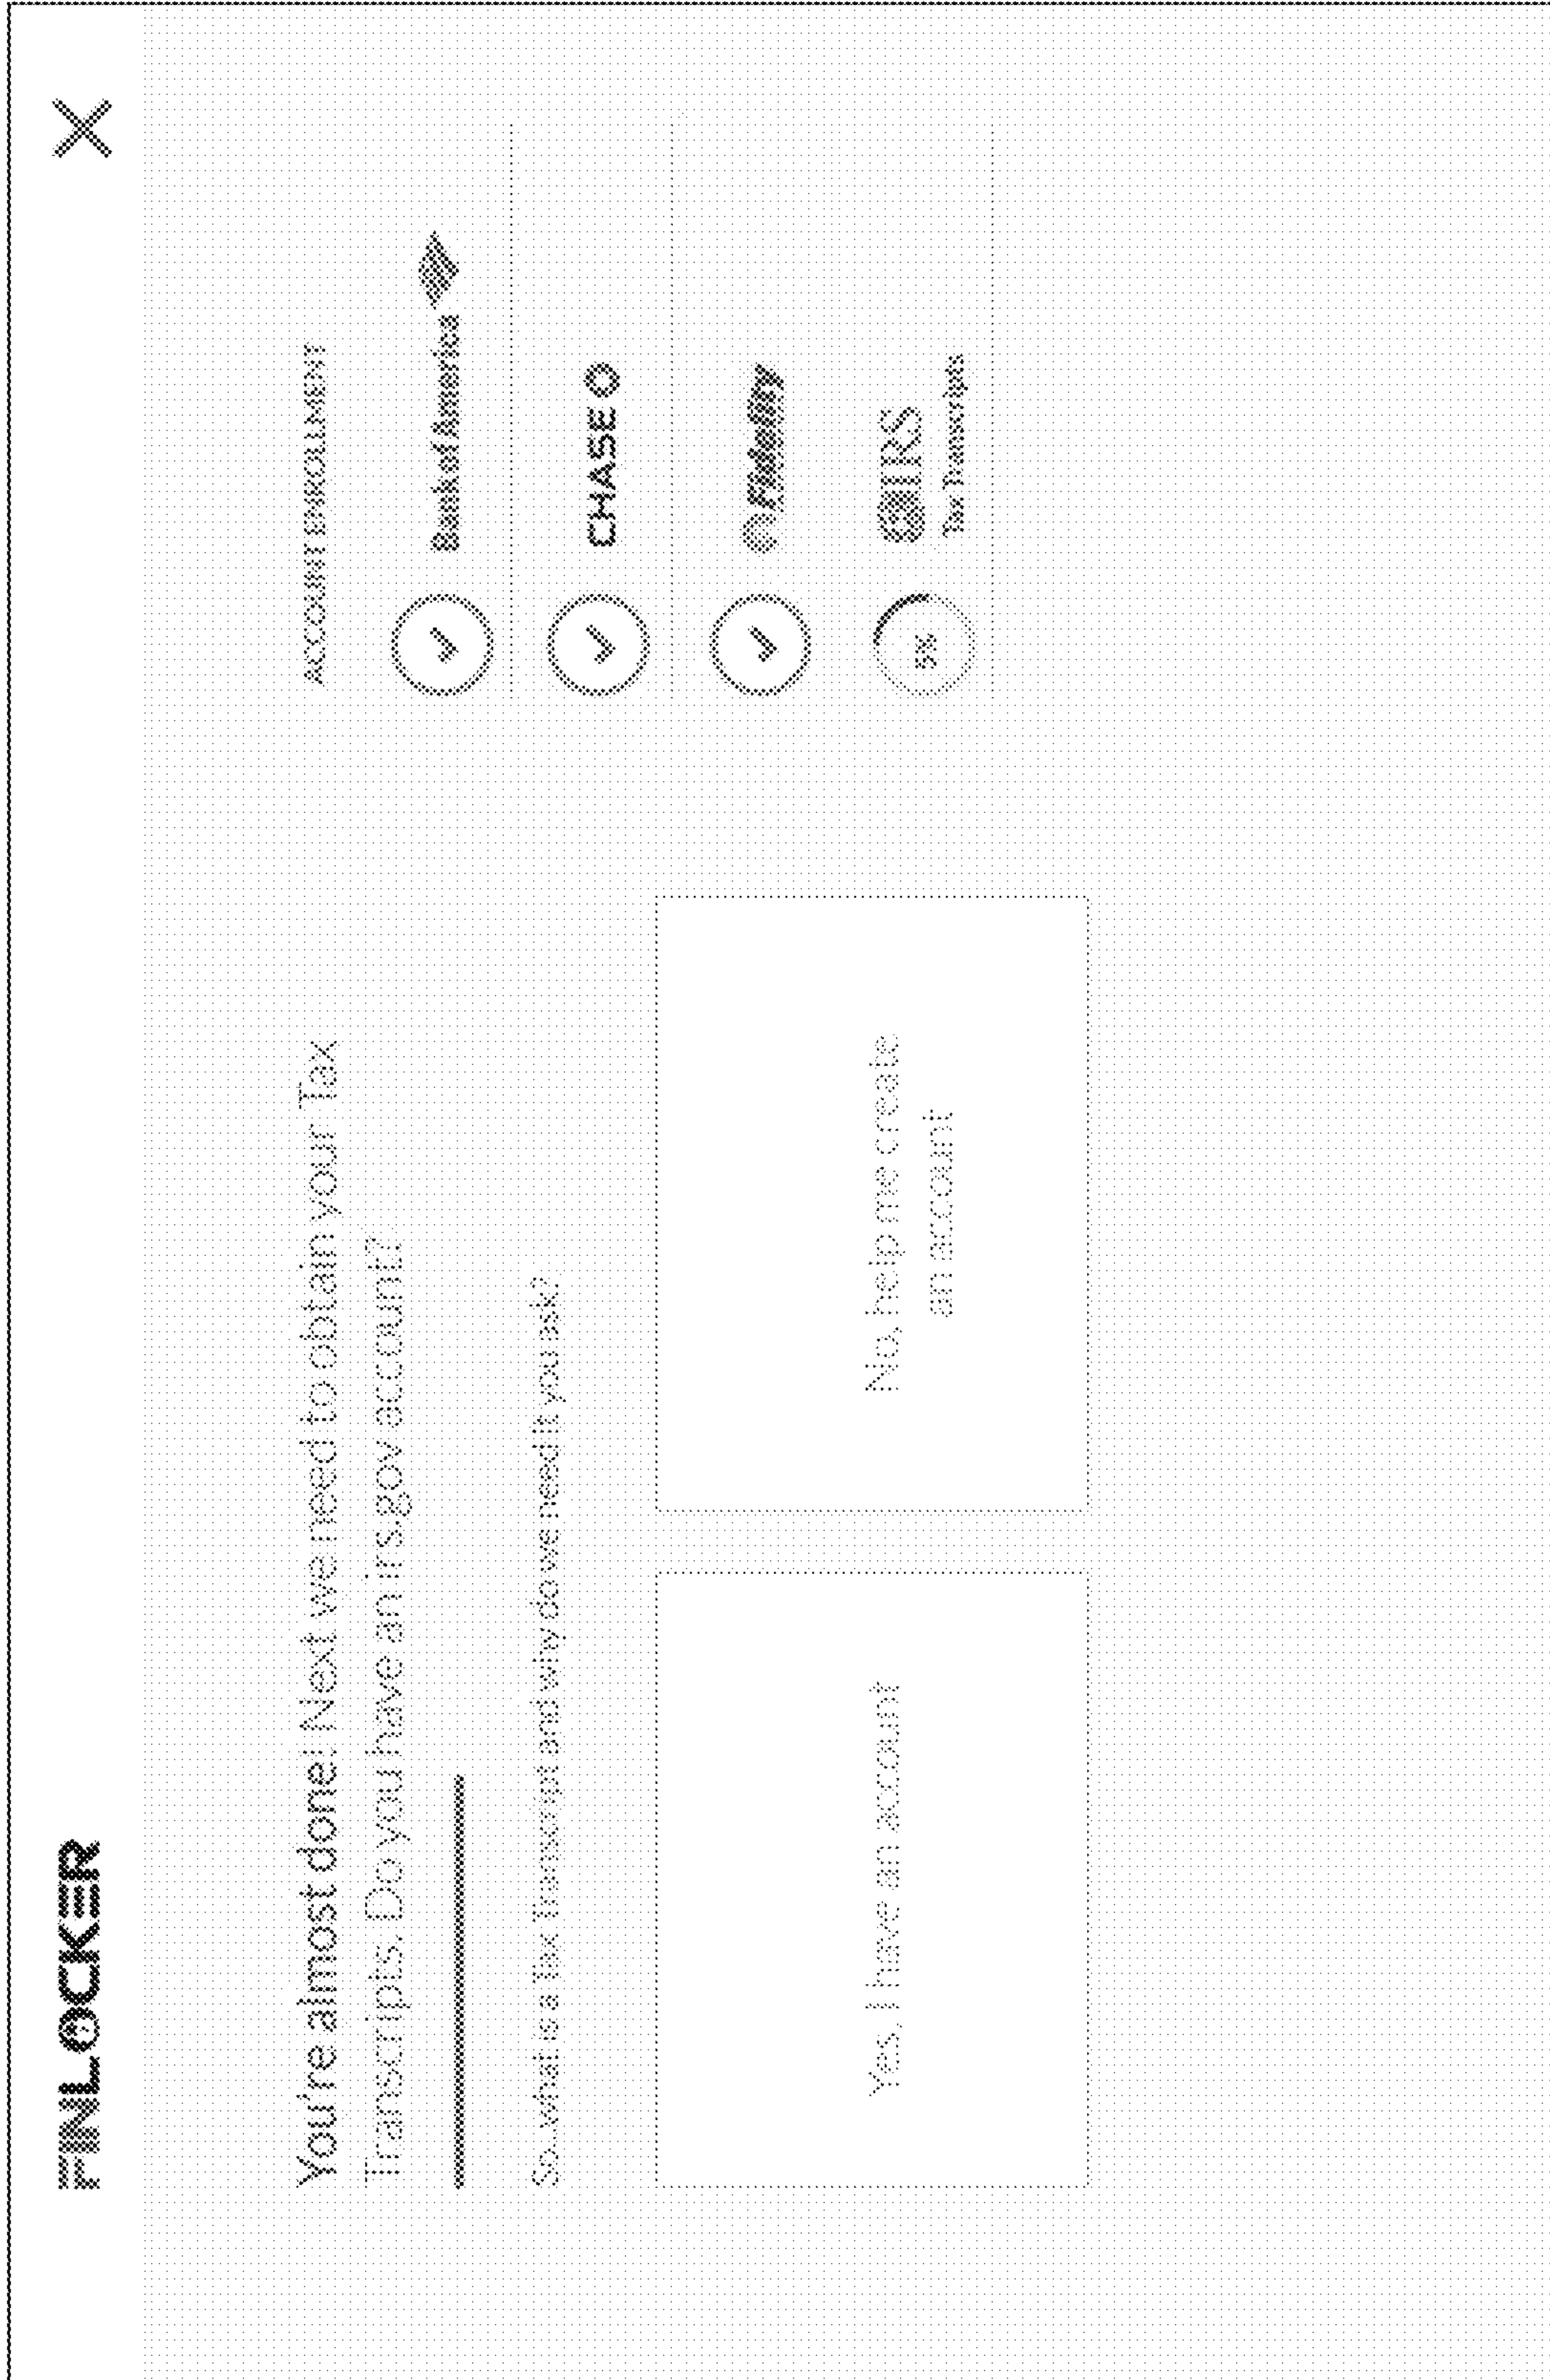 FINLOCKER
You're almost done! Next we need to obtain your Tax
Transcripts. Do you have an irs.gov account?
So...what is a Tax Transcript and why do we need it you ask?
Yes, I have an account
No, help me create
an account
ACCOUNT ENROLLMENT
Bank of America
CHASE
Fidelity
IRS
Tax Transcripts
5%